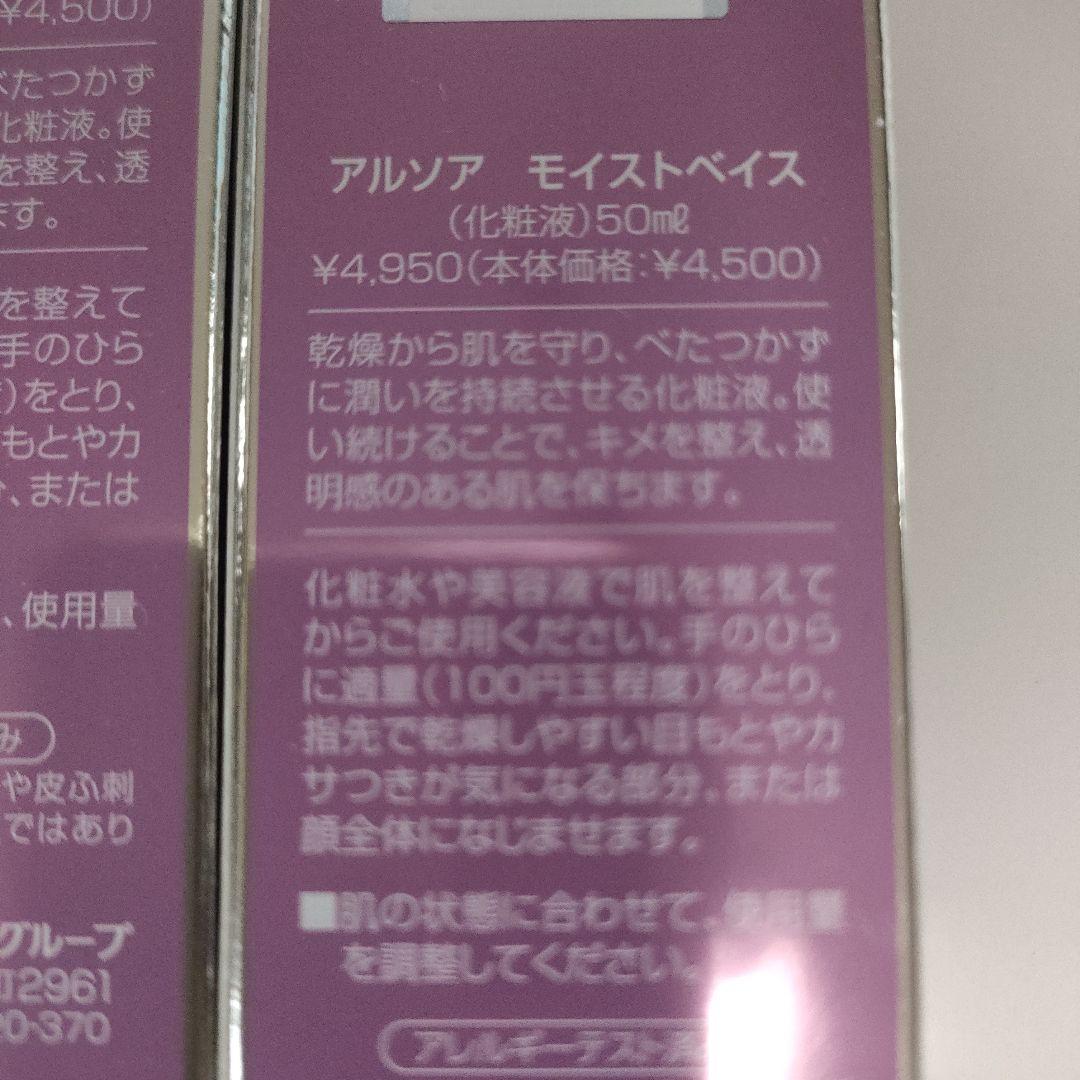 ¥4,500)
べたつかず
化粧液。使
を整え、透
ます。
を整えて
手のひら
)をとり、
もとやカ
分、または
、使用量
み
や皮ふ刺
ではあり
グループ
町2961
20-370
アルソア　モイストベイス
(化粧液)50㎖
¥4,950(本体価格:¥4,500)
乾燥から肌を守り、べたつかず
に潤いを持続させる化粧液。使
い続けることで、キメを整え、透
明感のある肌を保ちます。
化粧水や美容液で肌を整えて
からご使用ください。手のひら
に適量(100円玉程度)をとり、
指先で乾燥しやすい目もとやカ
サつきが気になる部分、または
顔全体になじませます。
■肌の状態に合わせて、使用量
を調整してください。
アレルギーテスト済